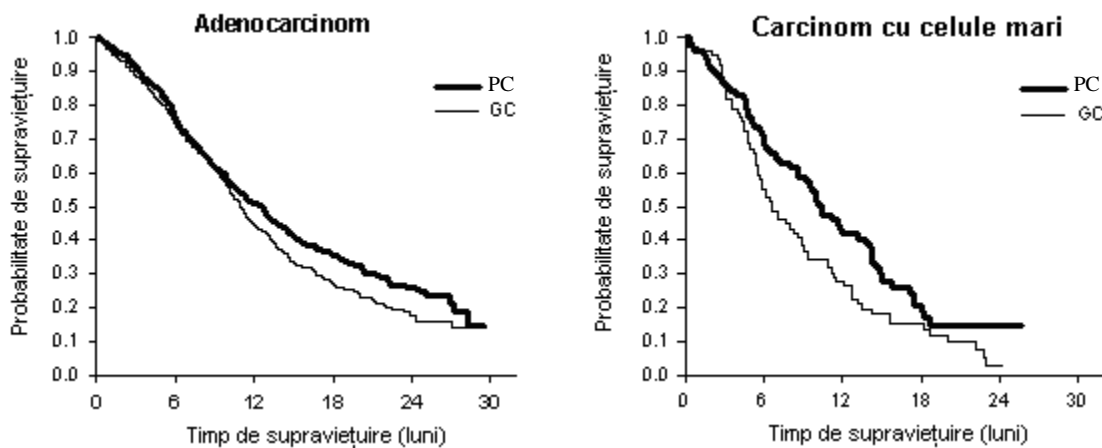 Adenocarcinom
Probabilitate de supraviețuire
1.0
0.9
0.8
0.7
0.6
0.5
0.4
0.3
0.2
0.1
0.0
PC
GC
0 6 12 18 24 30
Timp de supraviețuire (luni)
Carcinom cu celule mari
Probabilitate de supraviețuire
1.0
0.9
0.8
0.7
0.6
0.5
0.4
0.3
0.2
0.1
0.0
PC
GC
0 6 12 18 24 30
Timp de supraviețuire (luni)